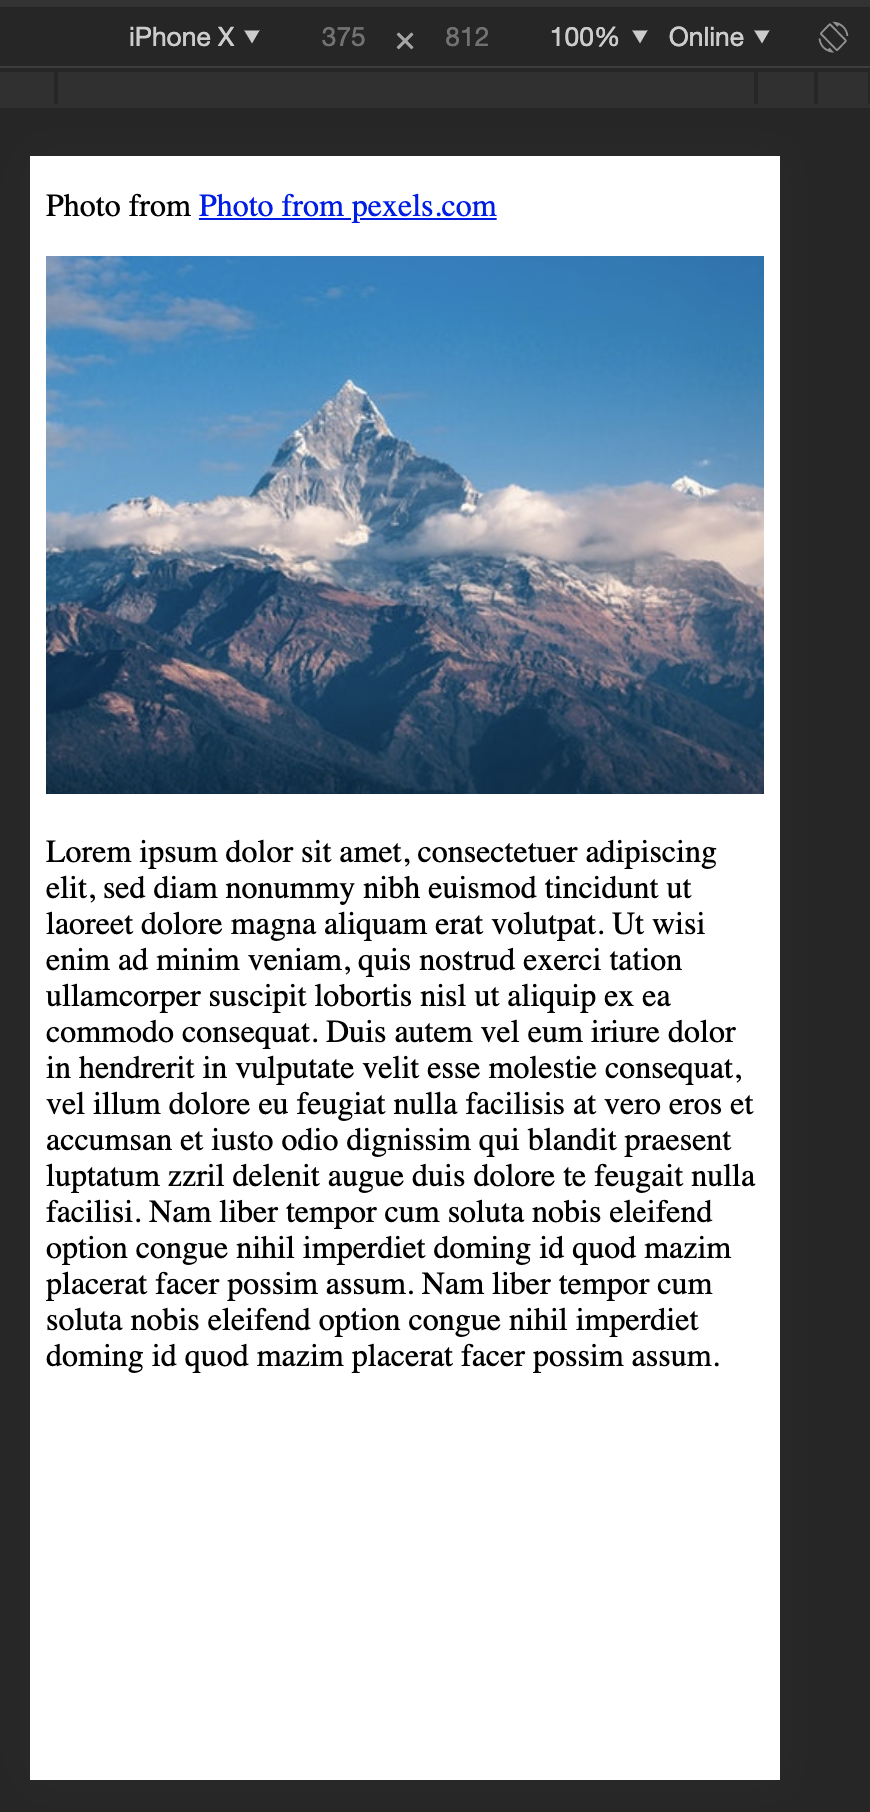 iPhone X ▼ 375 × 812 100% ▼ Online ▼
Photo from Photo from pexels.com
Lorem ipsum dolor sit amet, consectetuer adipiscing
elit, sed diam nonummy nibh euismod tincidunt ut
laoreet dolore magna aliquam erat volutpat. Ut wisi
enim ad minim veniam, quis nostrud exerci tation
ullamcorper suscipit lobortis nisl ut aliquip ex ea
commodo consequat. Duis autem vel eum iriure dolor
in hendrerit in vulputate velit esse molestie consequat,
vel illum dolore eu feugiat nulla facilisis at vero eros et
accumsan et iusto odio dignissim qui blandit praesent
luptatum zzril delenit augue duis dolore te feugait nulla
facilisi. Nam liber tempor cum soluta nobis eleifend
option congue nihil imperdiet doming id quod mazim
placerat facer possim assum. Nam liber tempor cum
soluta nobis eleifend option congue nihil imperdiet
doming id quod mazim placerat facer possim assum.